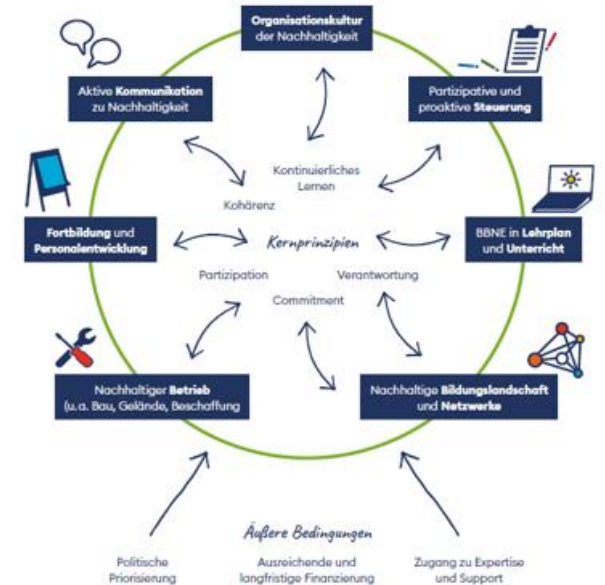 Organisationskultur
der Nachhaltigkeit
Aktive Kommunikation
zu Nachhaltigkeit
Partizipative und
proaktive Steuerung
Kontinuierliches
Lernen
Kohärenz
Fortbildung und
Personalentwicklung
Kernprinzipien
BBNE in Lehrplan
und Unterricht
Partizipation
Verantwortung
Commitment
Nachhaltiger Betrieb
(u.a. Bau, Gelände, Beschaffung
Nachhaltige Bildungslandschaft
und Netzwerke
Äußere Bedingungen
Politische
Priorisierung
Ausreichende und
langfristige Finanzierung
Zugang zu Expertise
und Support